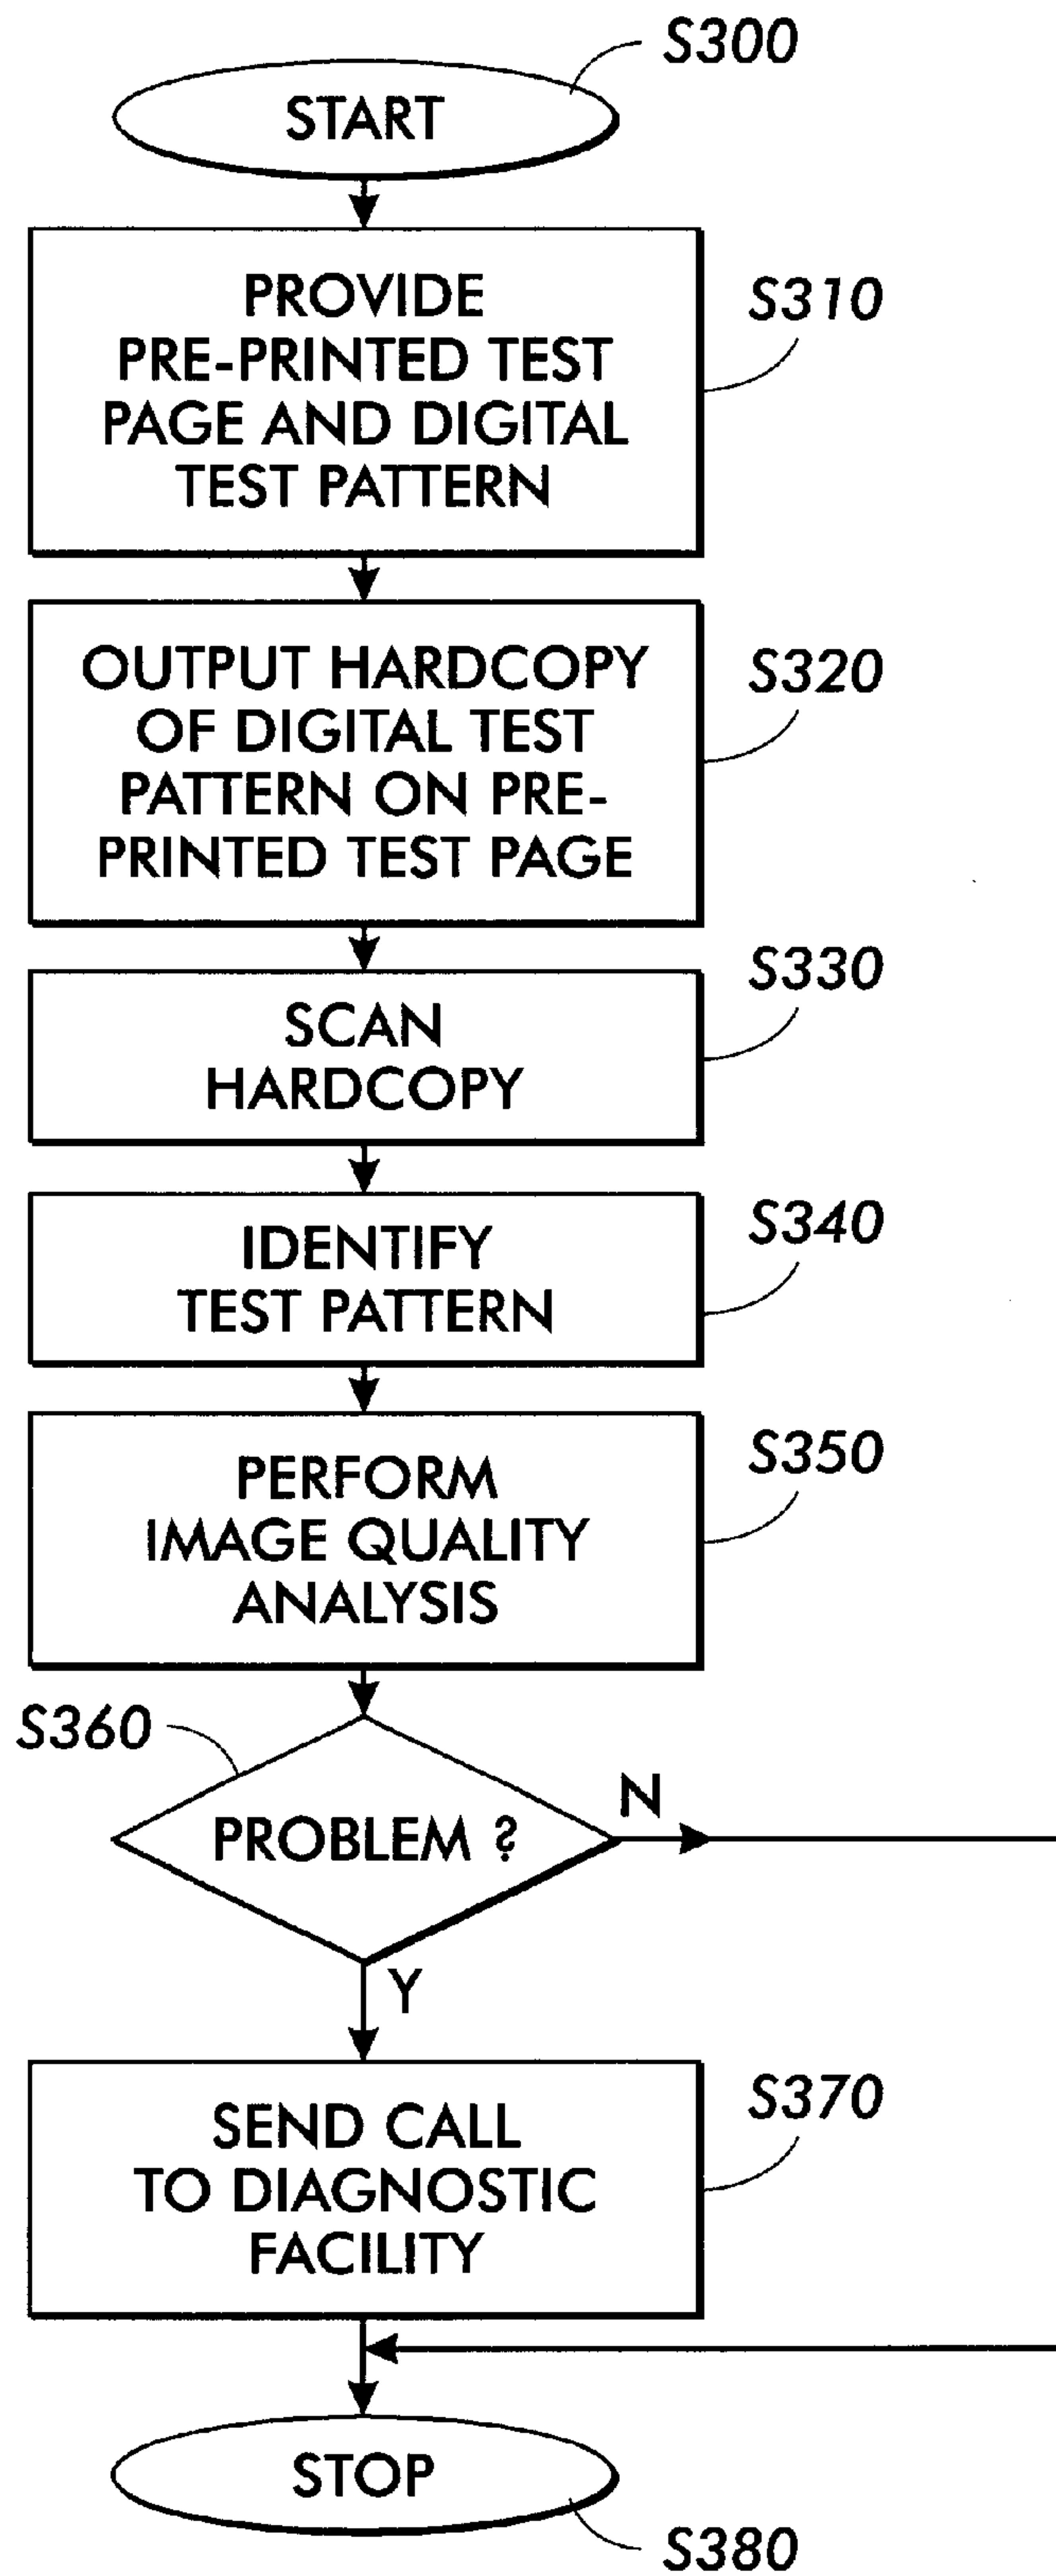 S300
START
S310
PROVIDE
PRE-PRINTED TEST
PAGE AND DIGITAL
TEST PATTERN
S320
OUTPUT HARDCOPY
OF DIGITAL TEST
PATTERN ON PRE-
PRINTED TEST PAGE
S330
SCAN
HARDCOPY
S340
IDENTIFY
TEST PATTERN
S350
PERFORM
IMAGE QUALITY
ANALYSIS
S360
PROBLEM ?
N
Y
S370
SEND CALL
TO DIAGNOSTIC
FACILITY
STOP
S380